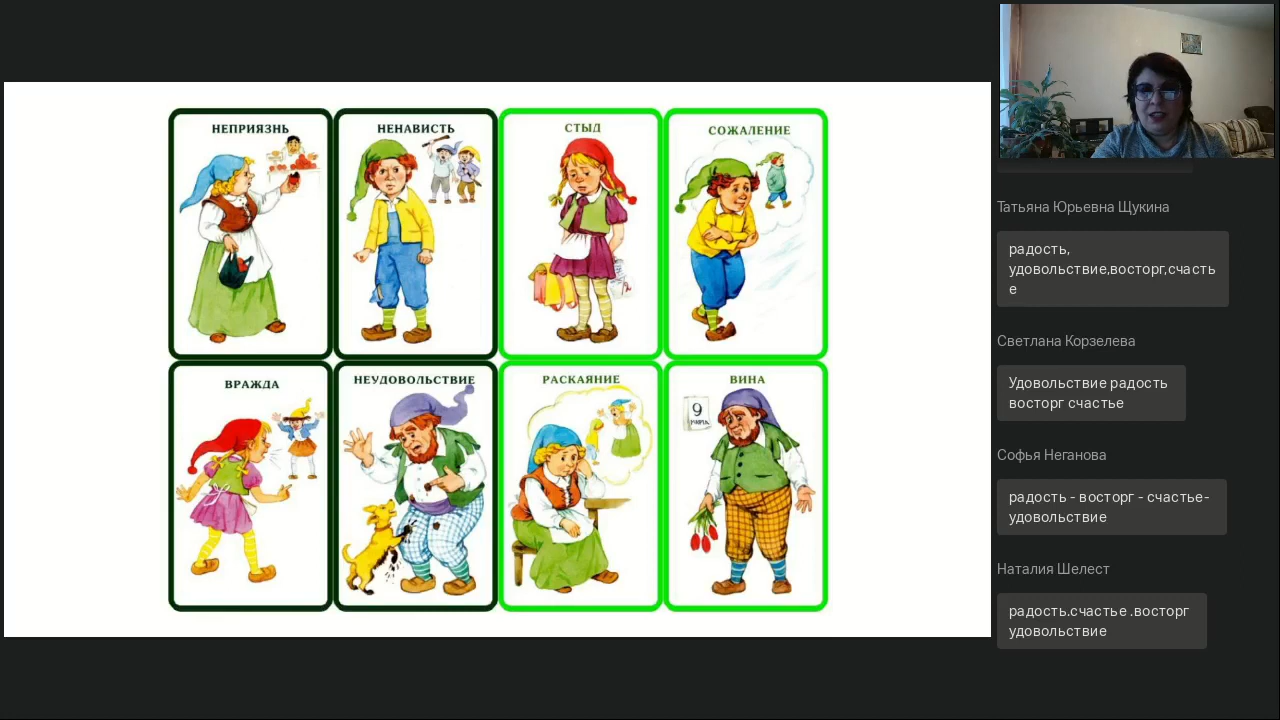 НЕПРИЯЗНЬ
НЕНАВИСТЬ
СТЫД
СОЖАЛЕНИЕ
ВРАЖДА
НЕУДОВОЛЬСТВИЕ
РАСКАЯНИЕ
ВИНА
9
МАРТА
Татьяна Юрьевна Щукина
радость,
удовольствие,восторг,счасть
е
Светлана Корзелева
Удовольствие радость
восторг счастье
Софья Неганова
радость - восторг - счастье-
удовольствие
Наталия Шелест
радость.счастье .восторг
удовольствие